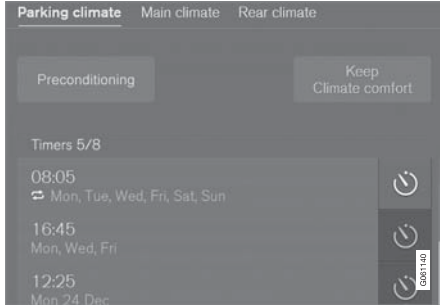 Parking climate Main climate Rear climate
Preconditioning
Keep
Climate comfort
Timers 5/8
08:05
Mon, Tue, Wed, Fri, Sat, Sun
16:45
Mon, Wed, Fri
12:25
Mon 24 Dec
G061140